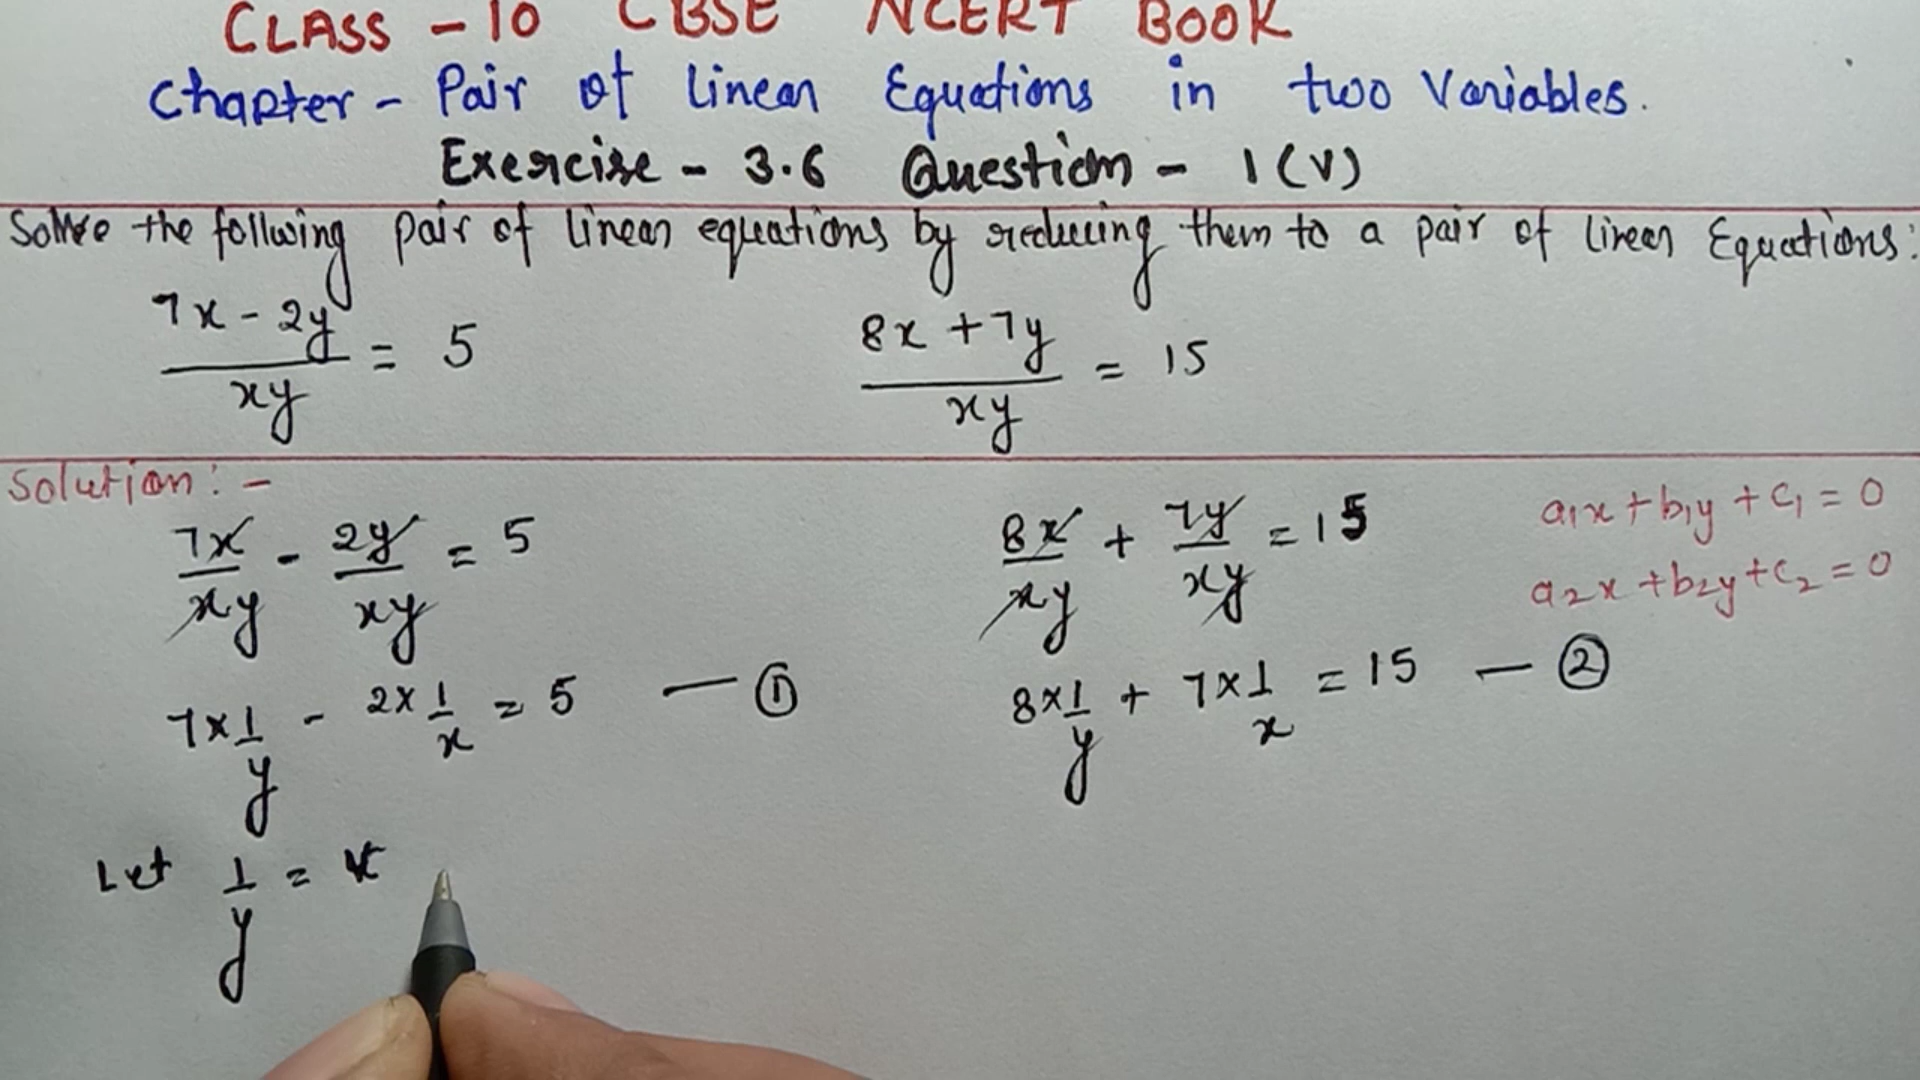 CLASS - 10 CBSE NCERT BOOK
Chapter - Pair of Linear Equations in two Variables.
Exercise - 3.6 Question - 1 (V)
Solve the following pair of linear equations by reducing them to a pair of linear Equations:
7x - 2y / xy = 5    8x + 7y / xy = 15
Solution: -
7x/xy - 2y/xy = 5    8x/xy + 7y/xy = 15    a₁x + b₁y + c₁ = 0
a₂x + b₂y + c₂ = 0
7 × 1/y - 2 × 1/x = 5 — ①    8 × 1/y + 7 × 1/x = 15 — ②
Let 1/y =